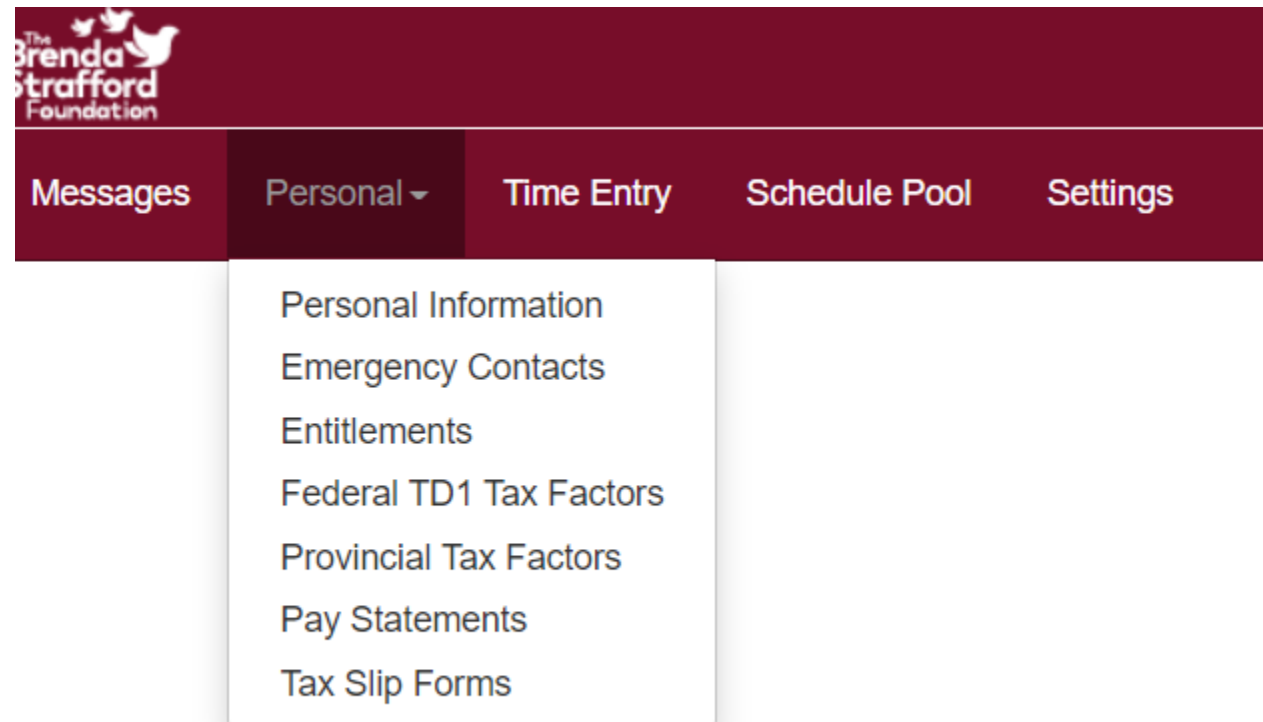 The
Brenda
Strafford
Foundation
Messages Personal Time Entry Schedule Pool Settings
Personal Information
Emergency Contacts
Entitlements
Federal TD1 Tax Factors
Provincial Tax Factors
Pay Statements
Tax Slip Forms